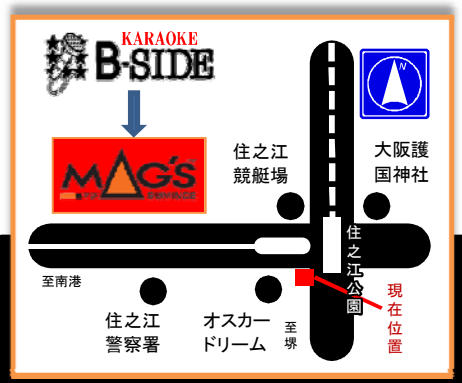 KARAOKE
B-SIDE
N
MAG'S
住之江
競艇場
大阪護
国神社
住之江公園
至南港
現在位置
住之江
警察署
オスカー
ドリーム
至堺